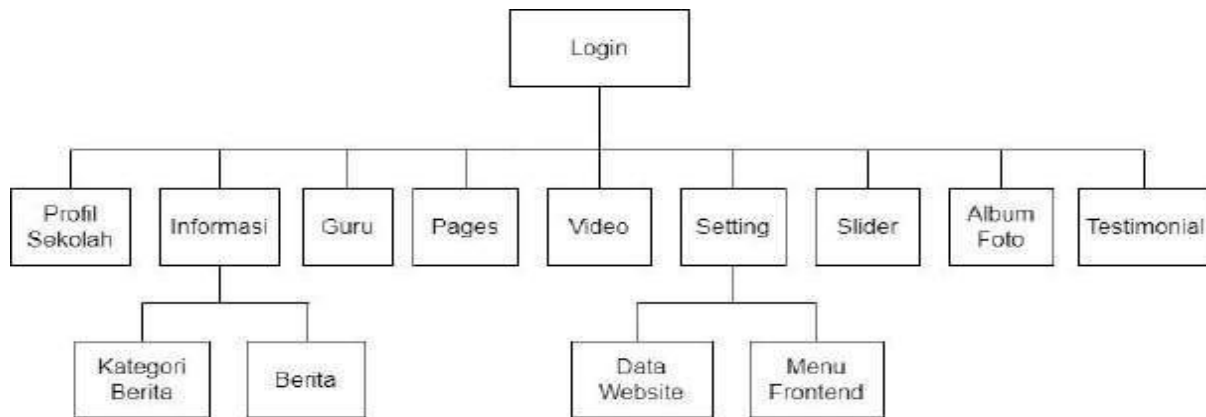 Login
Profil
Sekolah
Informasi
Guru
Pages
Video
Setting
Slider
Album
Foto
Testimonial
Kategori
Berita
Berita
Data
Website
Menu
Frontend